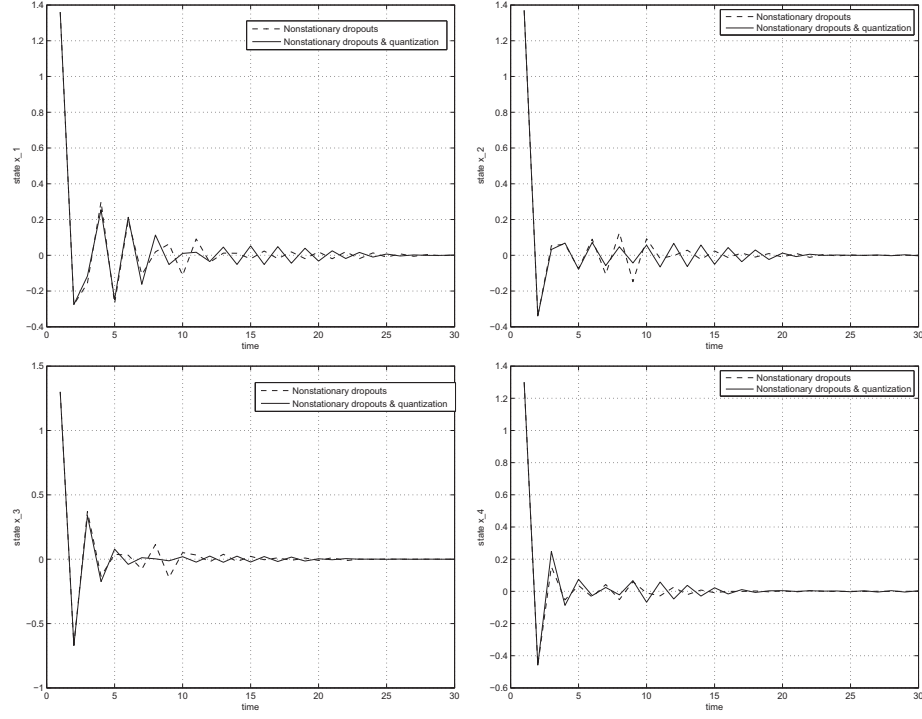 1.4
1.2
1
0.8
0.6
0.4
0.2
0
−0.2
−0.4
state x_1
0 5 10 15 20 25 30
time
Nonstationary dropouts
Nonstationary dropouts & quantization
1.4
1.2
1
0.8
0.6
0.4
0.2
0
−0.2
−0.4
state x_2
0 5 10 15 20 25 30
time
Nonstationary dropouts
Nonstationary dropouts & quantization
1.5
1
0.5
0
−0.5
−1
state x_3
0 5 10 15 20 25 30
time
Nonstationary dropouts
Nonstationary dropouts & quantization
1.4
1.2
1
0.8
0.6
0.4
0.2
0
−0.2
−0.4
−0.6
state x_4
0 5 10 15 20 25 30
time
Nonstationary dropouts
Nonstationary dropouts & quantization